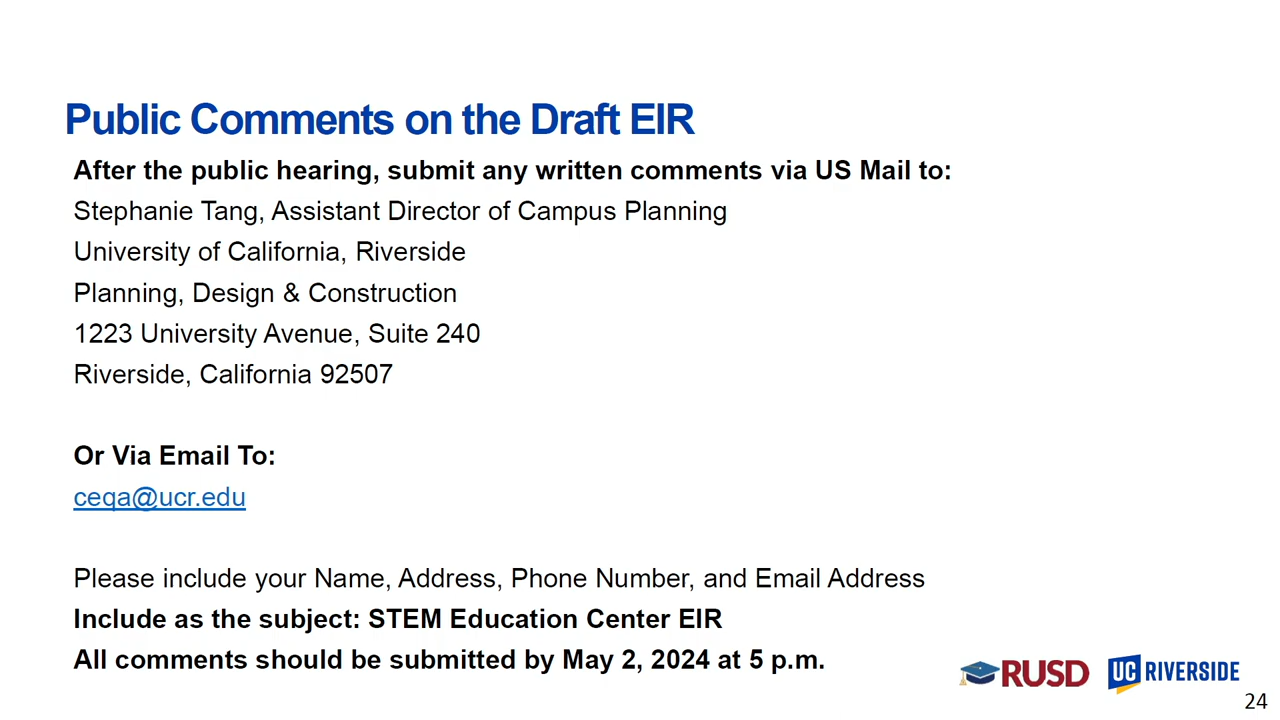 Public Comments on the Draft EIR
After the public hearing, submit any written comments via US Mail to:
Stephanie Tang, Assistant Director of Campus Planning
University of California, Riverside
Planning, Design & Construction
1223 University Avenue, Suite 240
Riverside, California 92507
Or Via Email To:
ceqa@ucr.edu
Please include your Name, Address, Phone Number, and Email Address
Include as the subject: STEM Education Center EIR
All comments should be submitted by May 2, 2024 at 5 p.m.
RUSD
UC RIVERSIDE
24